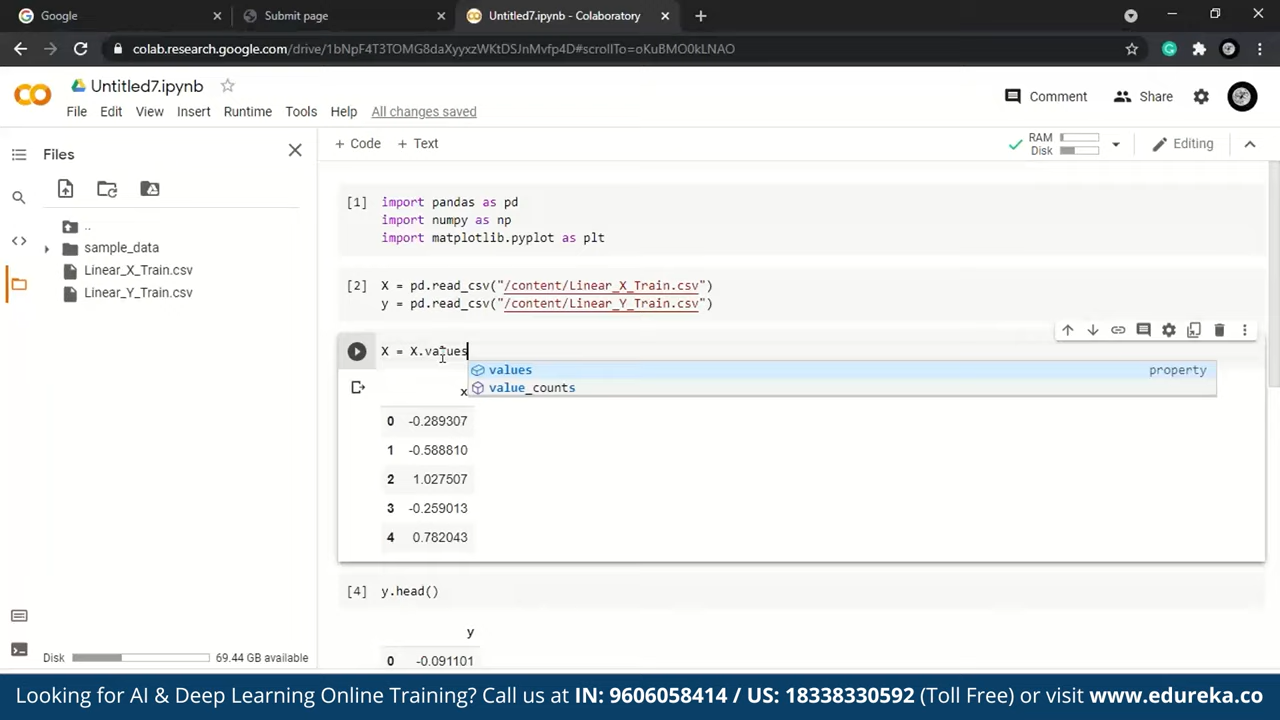 Google
Submit page
Untitled7.ipynb - Colaboratory
colab.research.google.com/drive/1bNpF4T3TOMG8daXyyxzWKtDSJnMvfp4D#scrollTo=oKuBMO0kLNAO
Untitled7.ipynb
Comment
Share
File Edit View Insert Runtime Tools Help All changes saved
Files
+ Code + Text
RAM
Disk
Editing
..
sample_data
Linear_X_Train.csv
Linear_Y_Train.csv
[1] import pandas as pd
import numpy as np
import matplotlib.pyplot as plt
[2] X = pd.read_csv("/content/Linear_X_Train.csv")
y = pd.read_csv("/content/Linear_Y_Train.csv")
X = X.values
values property
value_counts
x
0 -0.289307
1 -0.588810
2 1.027507
3 -0.259013
4 0.782043
[4] y.head()
y
0 -0.091101
Disk 69.44 GB available
Looking for AI & Deep Learning Online Training? Call us at IN: 9606058414 / US: 18338330592 (Toll Free) or visit www.edureka.co